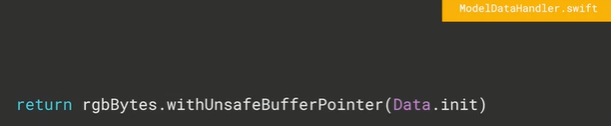 ModelDataHandler.swift
return rgbBytes.withUnsafeBufferPointer(Data.init)